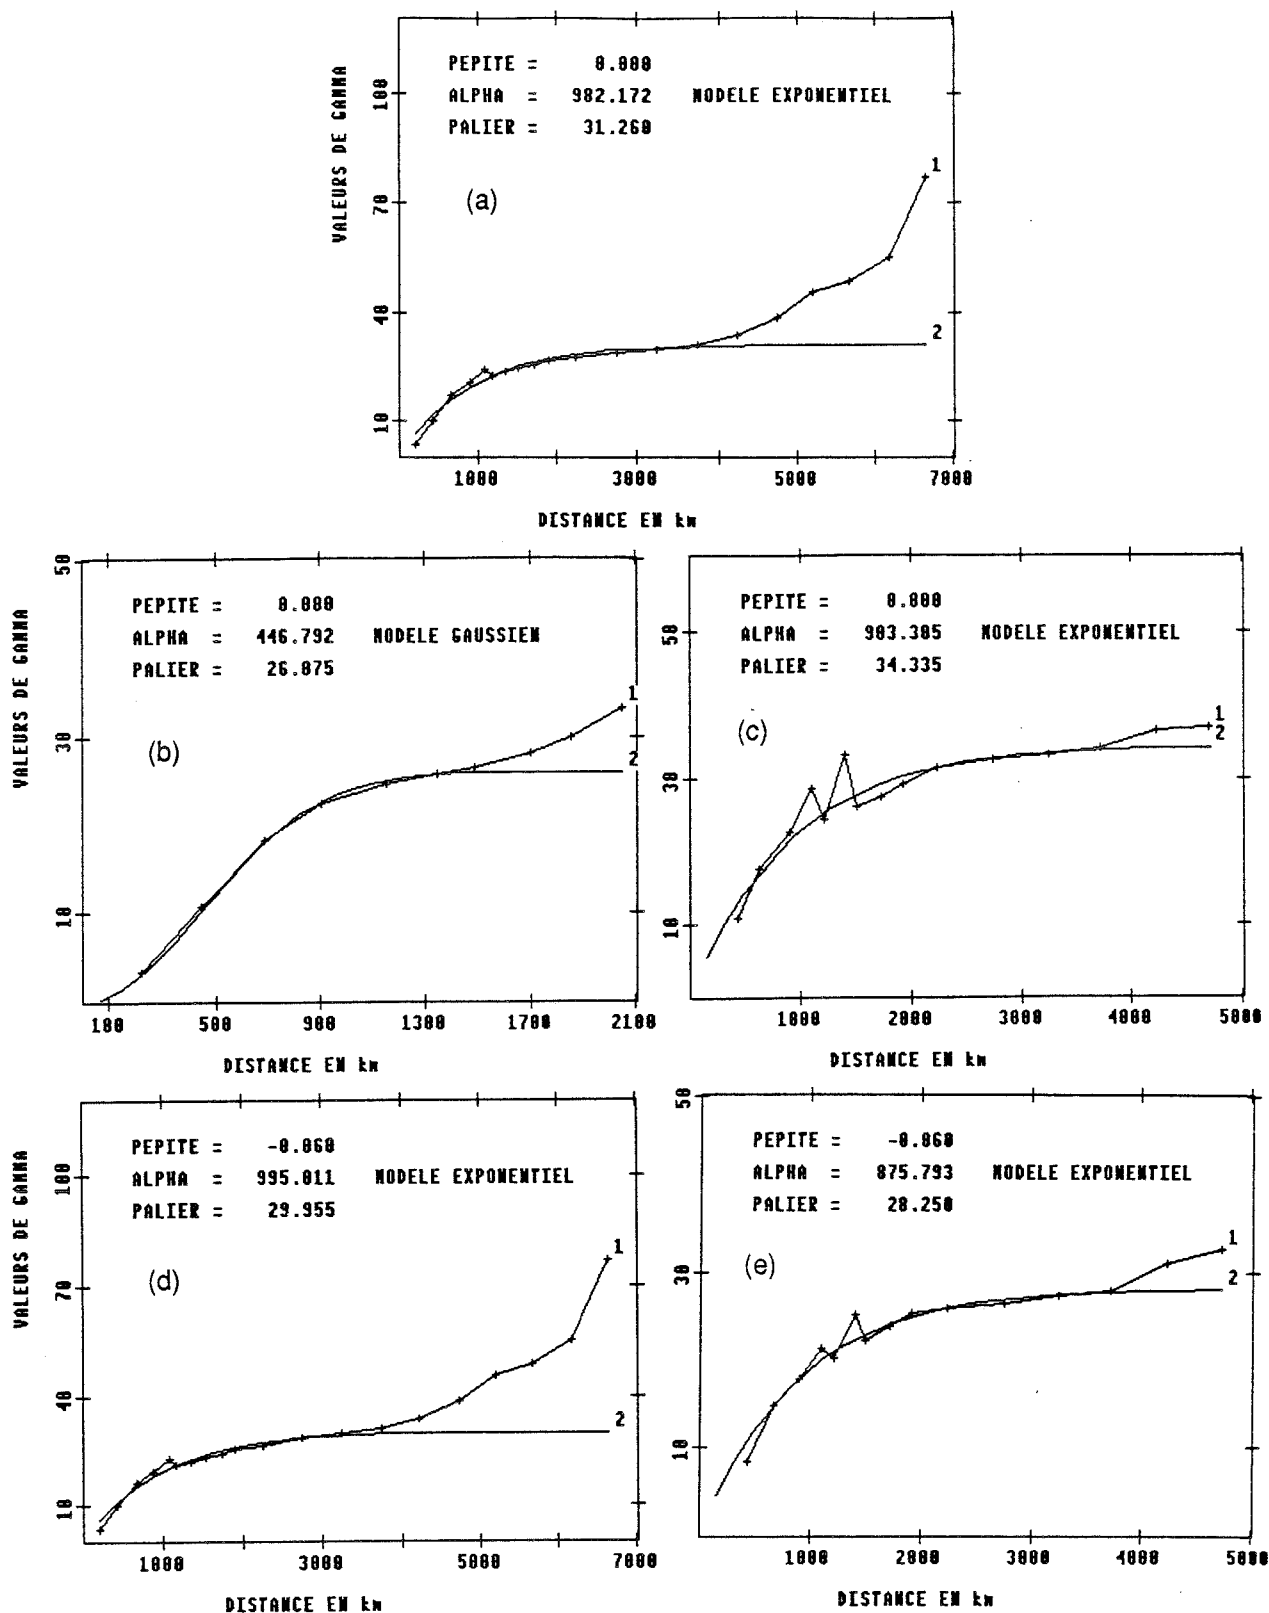 PEPITE = 0.000
ALPHA = 982.172 MODELE EXPONENTIEL
PALIER = 31.260
VALEURS DE GAMMA
(a)
100
70
40
10
1
2
1000 3000 5000 7000
DISTANCE EN km
PEPITE = 0.000
ALPHA = 446.792 MODELE GAUSSIEN
PALIER = 26.075
VALEURS DE GAMMA
(b)
50
30
10
1
2
100 500 900 1300 1700 2100
DISTANCE EN km
PEPITE = 0.000
ALPHA = 903.305 MODELE EXPONENTIEL
PALIER = 34.335
(c)
50
30
10
1
2
1000 2000 3000 4000 5000
DISTANCE EN km
PEPITE = -0.060
ALPHA = 995.011 MODELE EXPONENTIEL
PALIER = 29.955
VALEURS DE GAMMA
(d)
100
70
40
10
1
2
1000 3000 5000 7000
DISTANCE EN km
PEPITE = -0.060
ALPHA = 875.793 MODELE EXPONENTIEL
PALIER = 28.250
(e)
50
30
10
1
2
1000 2000 3000 4000 5000
DISTANCE EN km